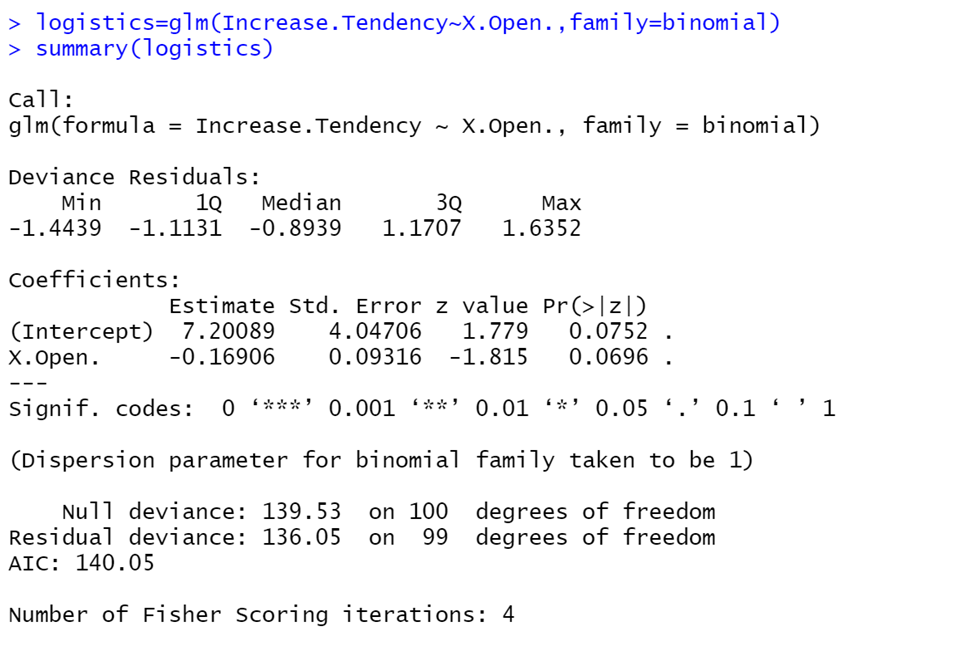 > logistics=glm(Increase.Tendency~X.Open.,family=binomial)
> summary(logistics)
Call:
glm(formula = Increase.Tendency ~ X.Open., family = binomial)
Deviance Residuals:
Min 1Q Median 3Q Max
-1.4439 -1.1131 -0.8939 1.1707 1.6352
Coefficients:
Estimate Std. Error z value Pr(>|z|)
(Intercept) 7.20089 4.04706 1.779 0.0752 .
X.Open. -0.16906 0.09316 -1.815 0.0696 .
---
Signif. codes: 0 ‘***’ 0.001 ‘**’ 0.01 ‘*’ 0.05 ‘.’ 0.1 ‘ ’ 1
(Dispersion parameter for binomial family taken to be 1)
Null deviance: 139.53 on 100 degrees of freedom
Residual deviance: 136.05 on 99 degrees of freedom
AIC: 140.05
Number of Fisher Scoring iterations: 4